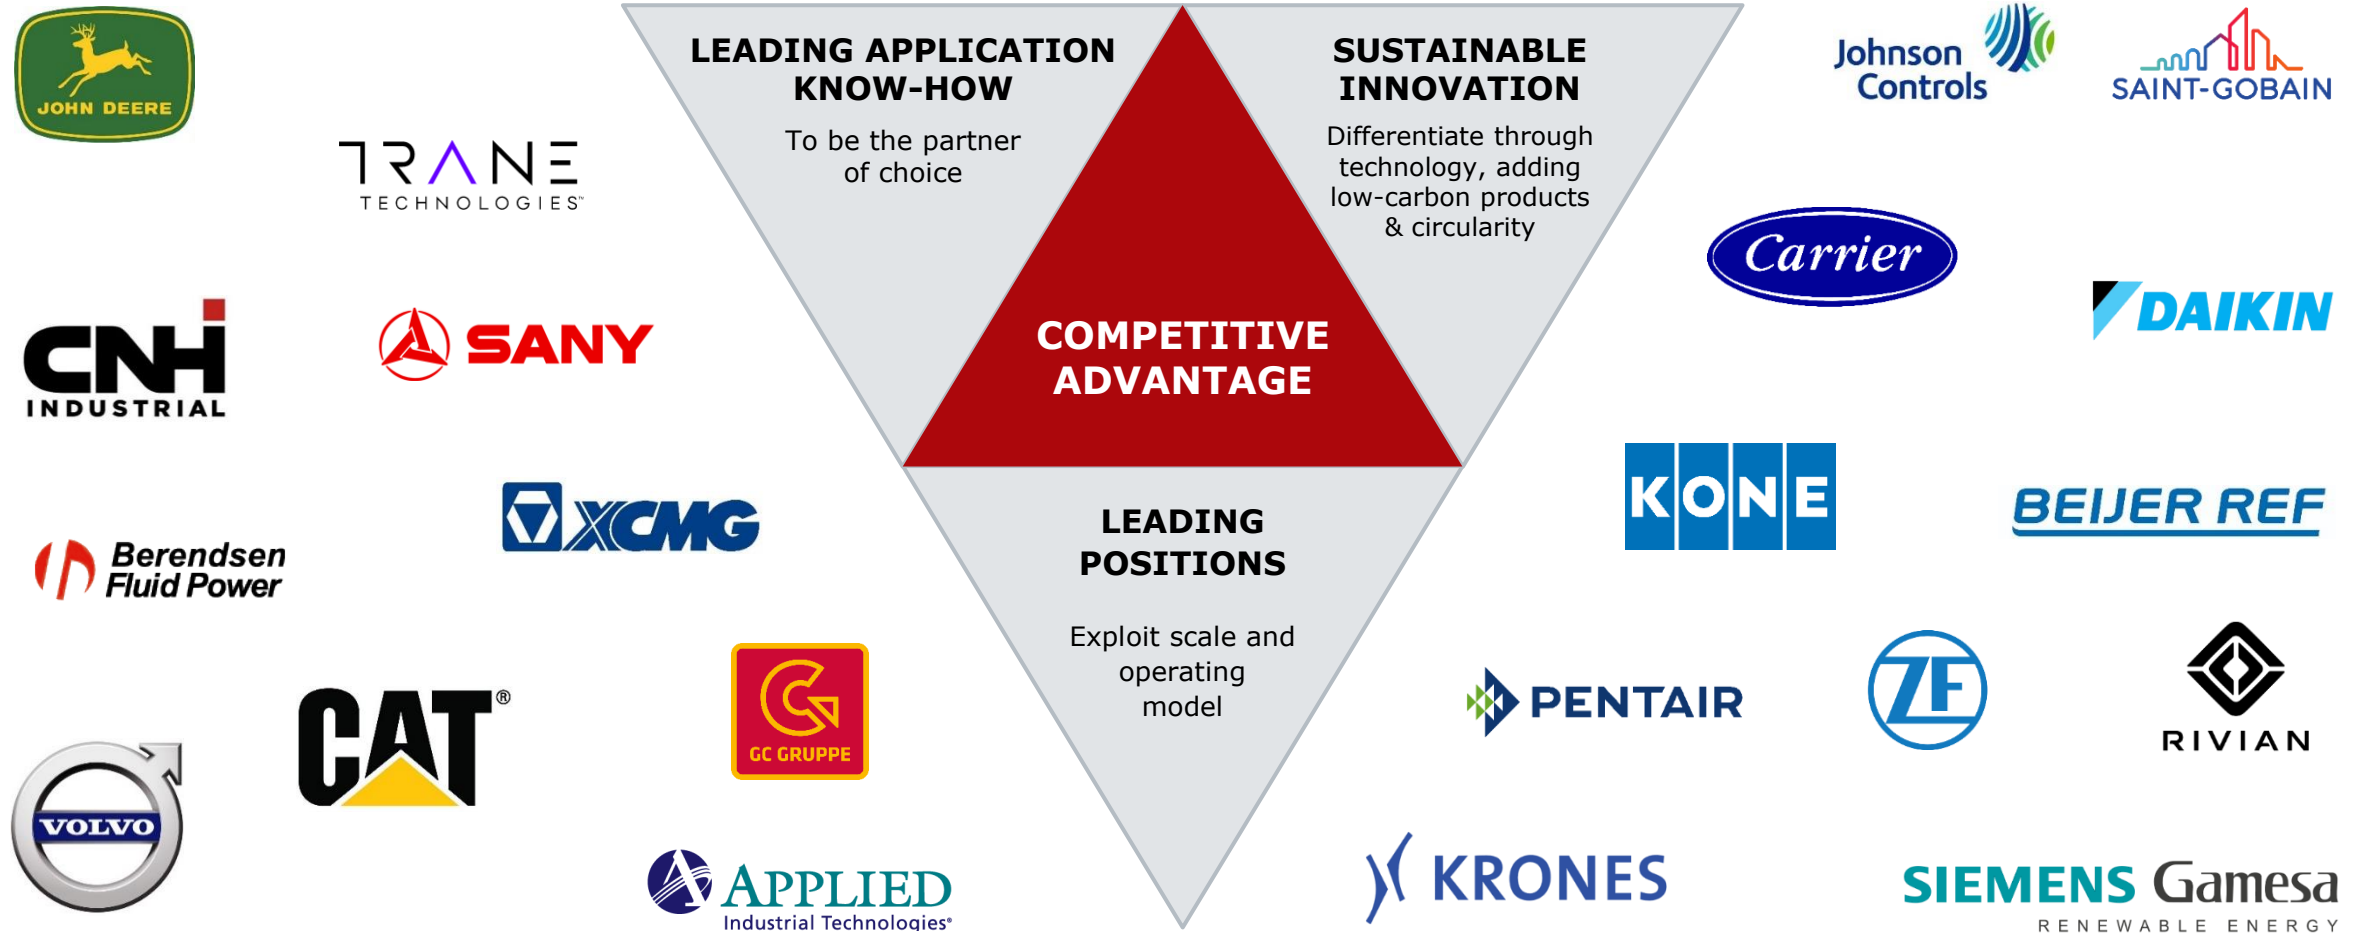 JOHN DEERE
TRANE
TECHNOLOGIES™
CNH
INDUSTRIAL
SANY
Berendsen
Fluid Power
XCMG
VOLVO
CAT®
GC GRUPPE
APPLIED
Industrial Technologies®
LEADING APPLICATION
KNOW-HOW
To be the partner
of choice
SUSTAINABLE
INNOVATION
Differentiate through
technology, adding
low-carbon products
& circularity
COMPETITIVE
ADVANTAGE
LEADING
POSITIONS
Exploit scale and
operating
model
Johnson
Controls
SAINT-GOBAIN
Carrier
DAIKIN
KONE
BEIJER REF
PENTAIR
ZF
RIVIAN
KRONES
SIEMENS Gamesa
RENEWABLE ENERGY